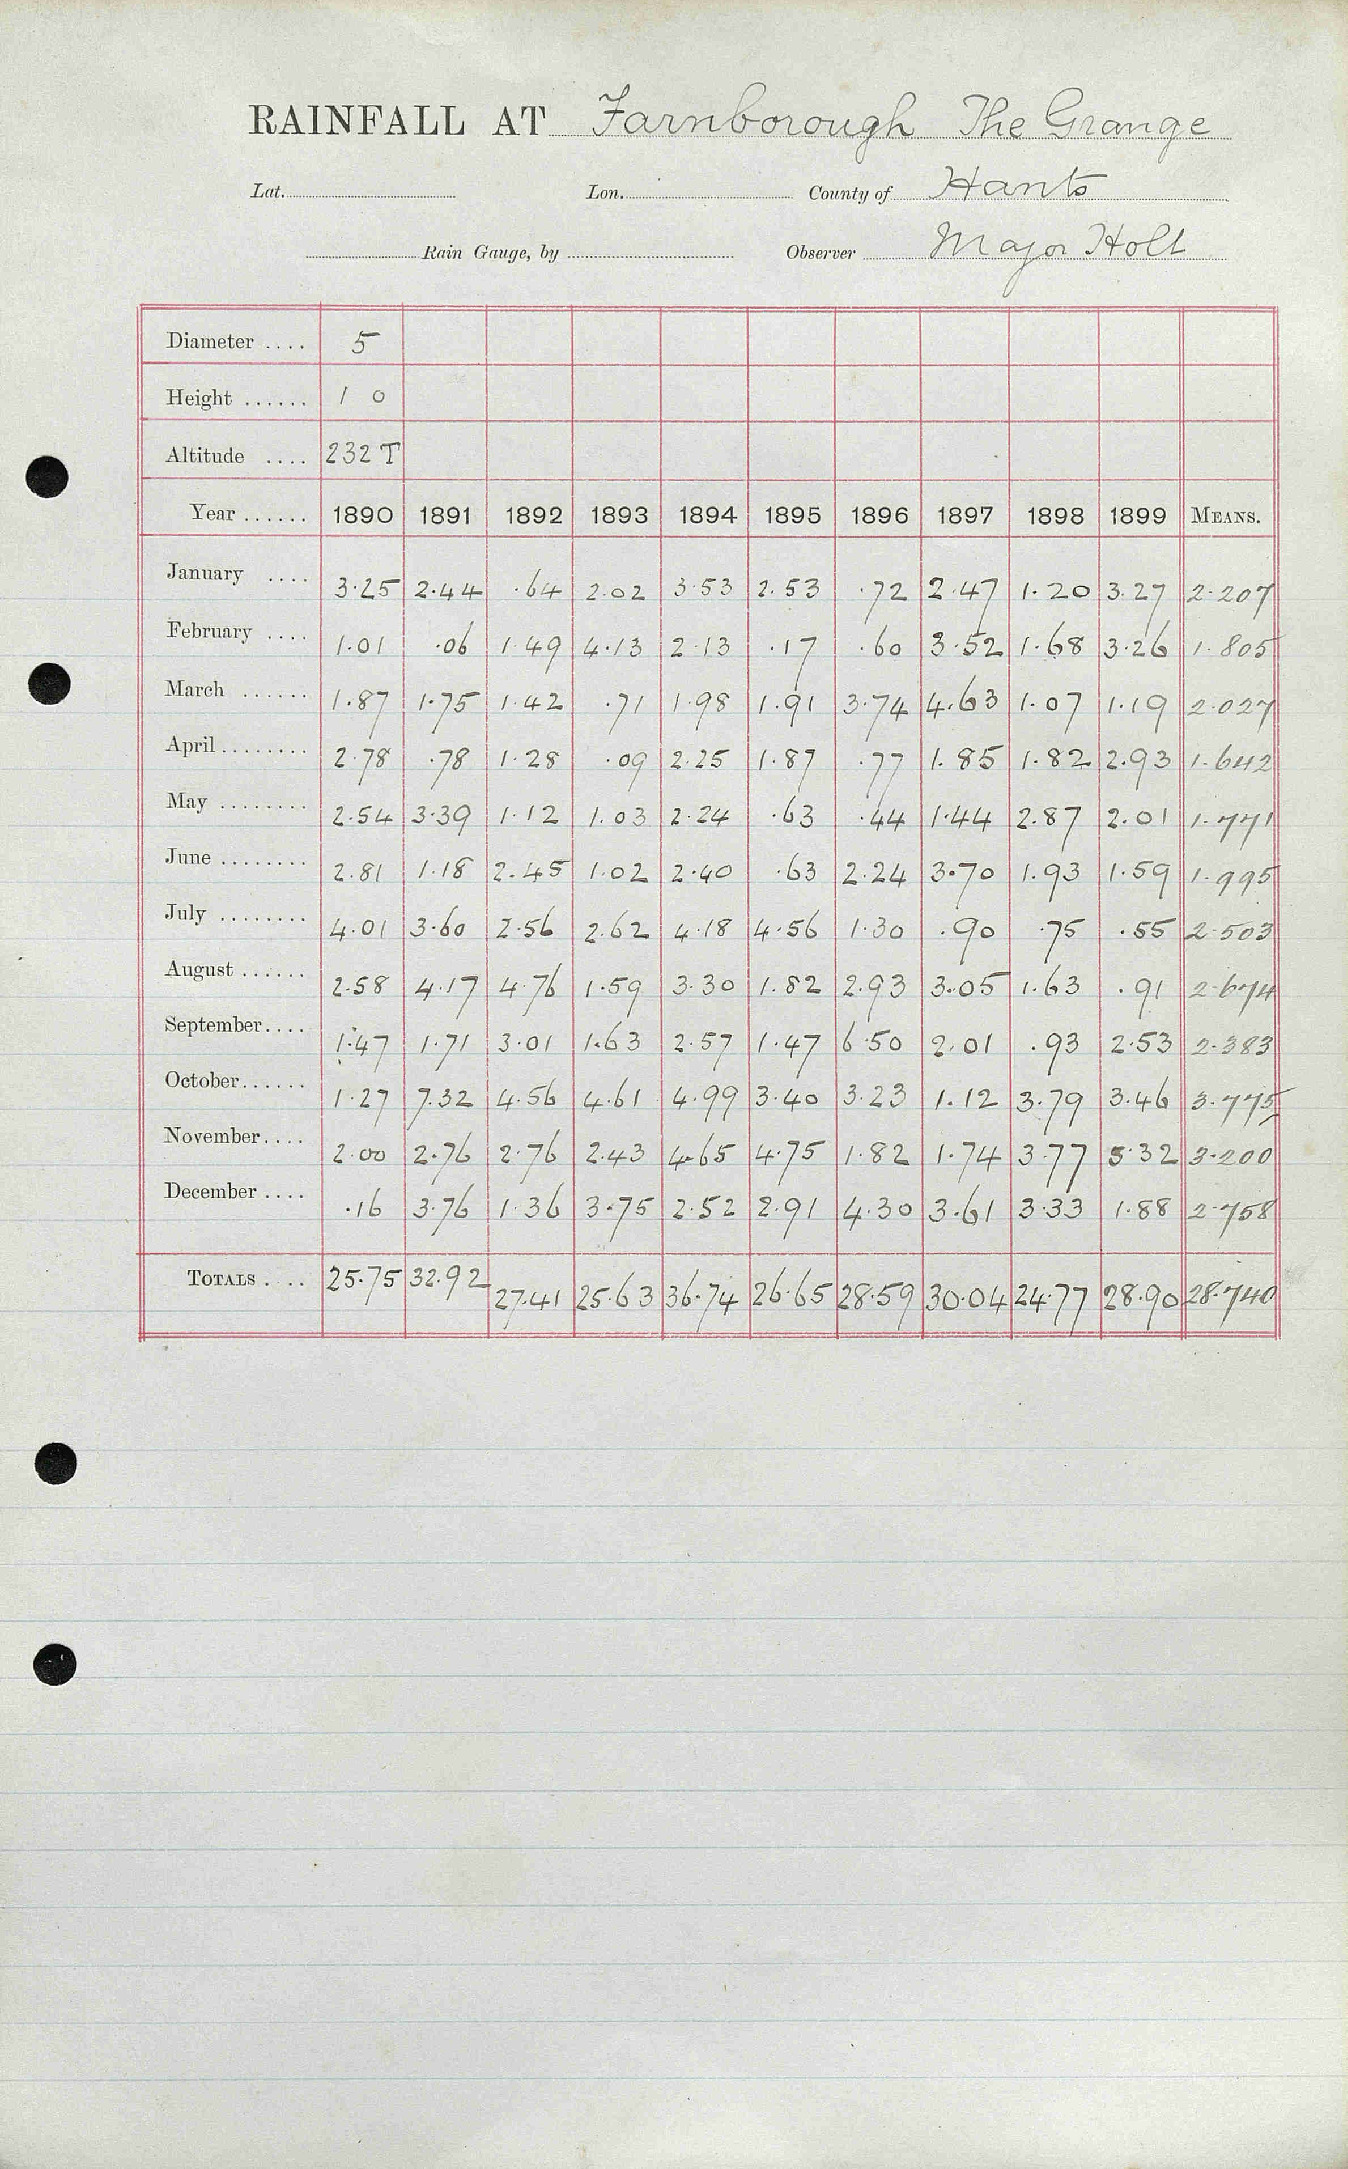 RAINFALL AT Farnborough The Grange
Lat. Lon. County of Hants
Rain Gauge, by Observer Major Holt
Diameter .... 5
Height ...... 1 0
Altitude .... 232 T
Year ...... 1890 1891 1892 1893 1894 1895 1896 1897 1898 1899 MEANS.
January .... 3.25 2.44 .64 2.02 3.53 2.53 .72 2.47 1.20 3.27 2.207
February .... 1.01 .06 1.49 4.13 2.13 .17 .60 3.52 1.68 3.26 1.805
March ...... 1.87 1.75 1.42 .71 1.98 1.91 3.74 4.63 1.07 1.19 2.027
April ........ 2.78 .78 1.28 .09 2.25 1.87 .77 1.85 1.82 2.93 1.642
May ........ 2.54 3.39 1.12 1.03 2.24 .63 .44 1.44 2.87 2.01 1.771
June ........ 2.81 1.18 2.45 1.02 2.40 .63 2.24 3.70 1.93 1.59 1.995
July ........ 4.01 3.60 2.56 2.62 4.18 4.56 1.30 .90 .75 .55 2.503
August ...... 2.58 4.17 4.76 1.59 3.30 1.82 2.93 3.05 1.63 .91 2.674
September .... 1.47 1.71 3.01 1.63 2.57 1.47 6.50 2.01 .93 2.53 2.383
October ...... 1.27 7.32 4.56 4.61 4.99 3.40 3.23 1.12 3.79 3.46 3.775
November .... 2.00 2.76 2.76 2.43 4.65 4.75 1.82 1.74 3.77 5.32 3.200
December .... .16 3.76 1.36 3.75 2.52 2.91 4.30 3.61 3.33 1.88 2.758
TOTALS . .. 25.75 32.92 27.41 25.63 36.74 26.65 28.59 30.04 24.77 28.90 28.740